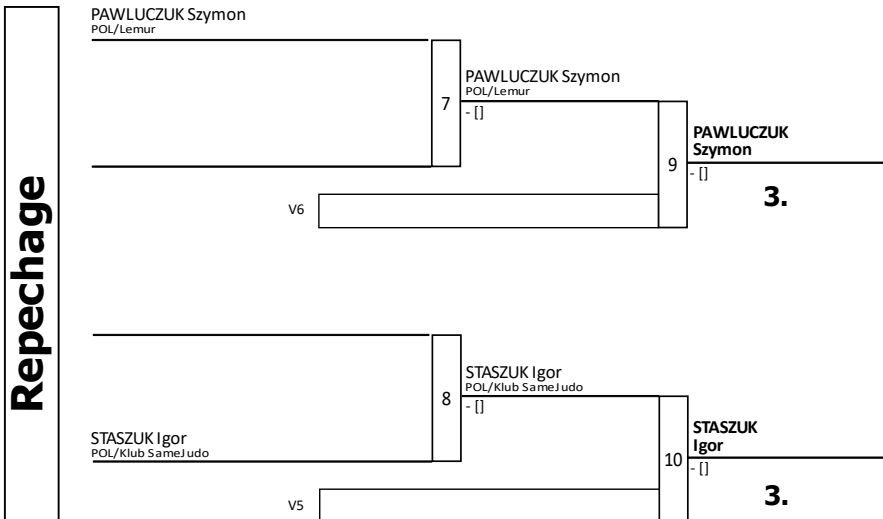 Repechage
PAWLUCZUK Szymon
POL/Lemur
7
PAWLUCZUK Szymon
POL/Lemur
- []
9
PAWLUCZUK
Szymon
- []
3.
V6
8
STASZUK Igor
POL/Klub SameJudo
- []
STASZUK Igor
POL/Klub SameJudo
10
STASZUK
Igor
- []
3.
V5